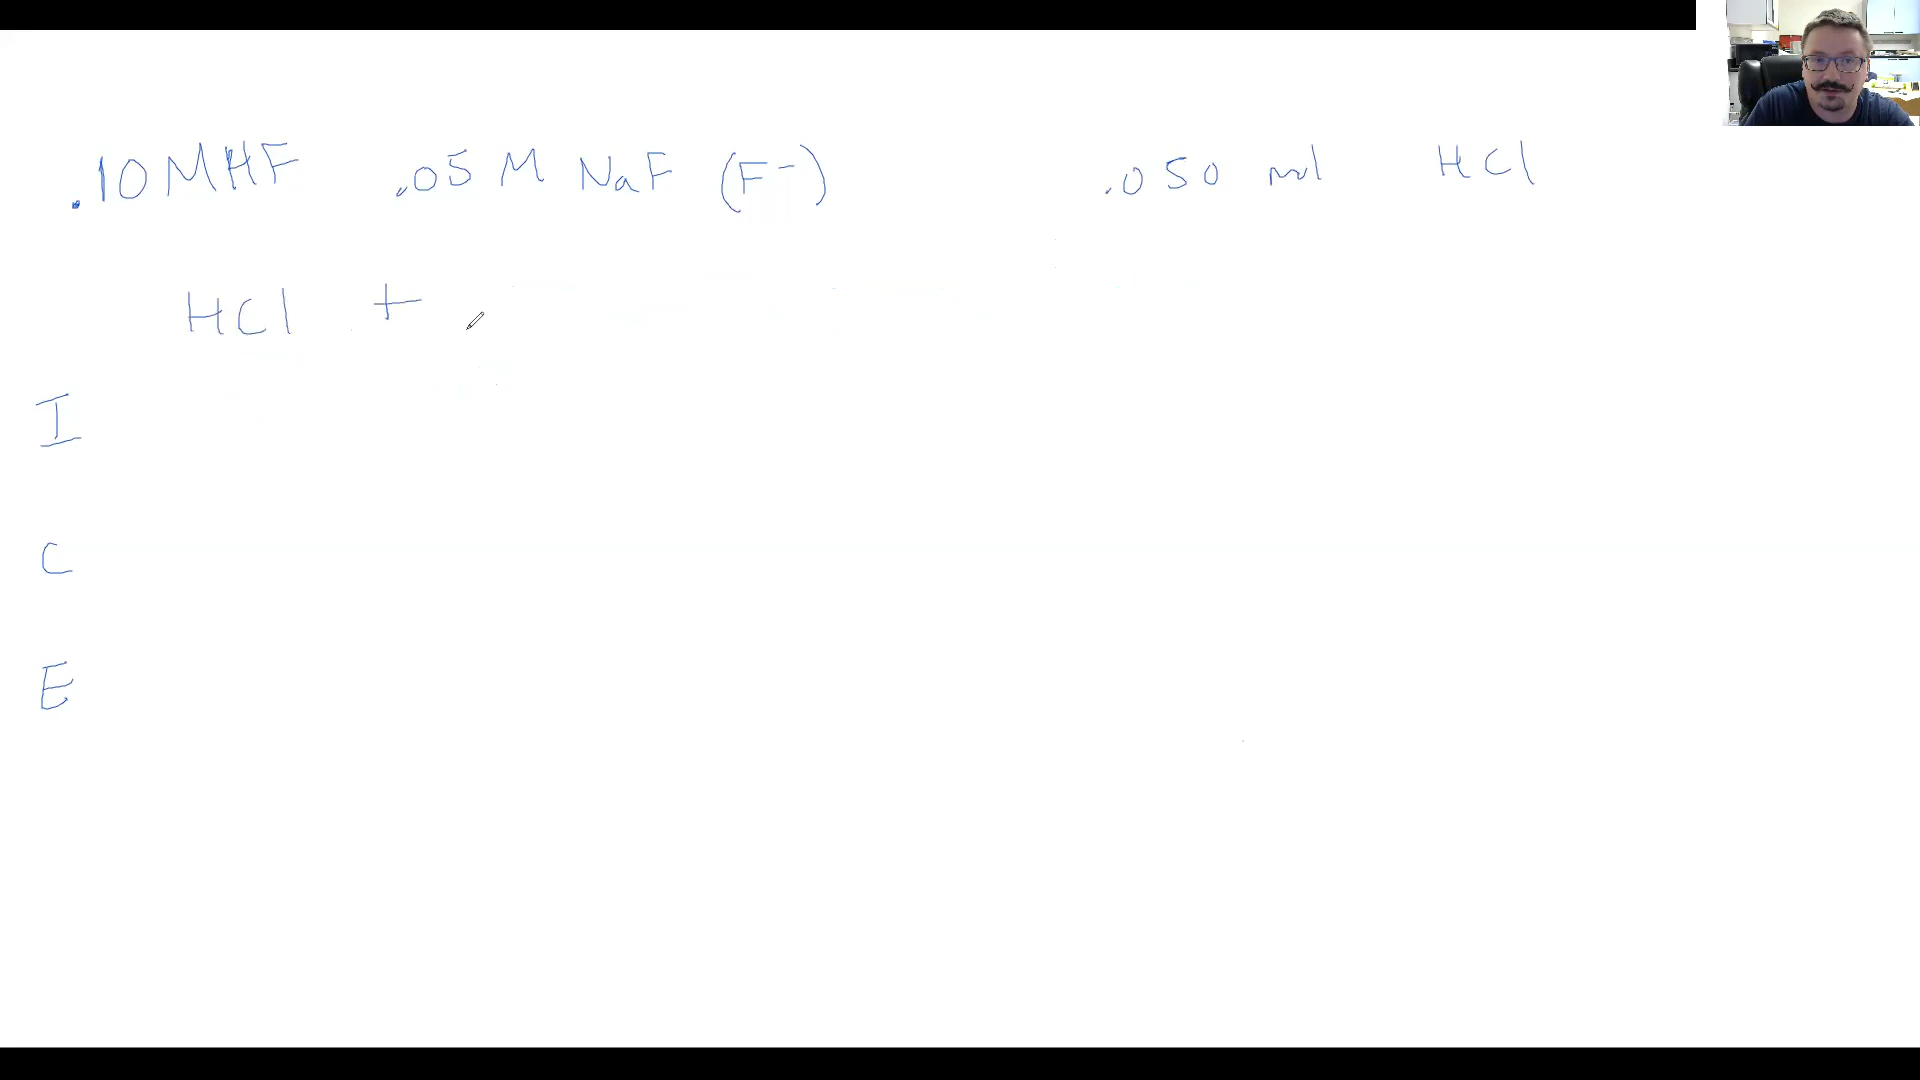 .10 M HF .05 M NaF (F⁻) .050 mol HCl
HCl +
I
C
E